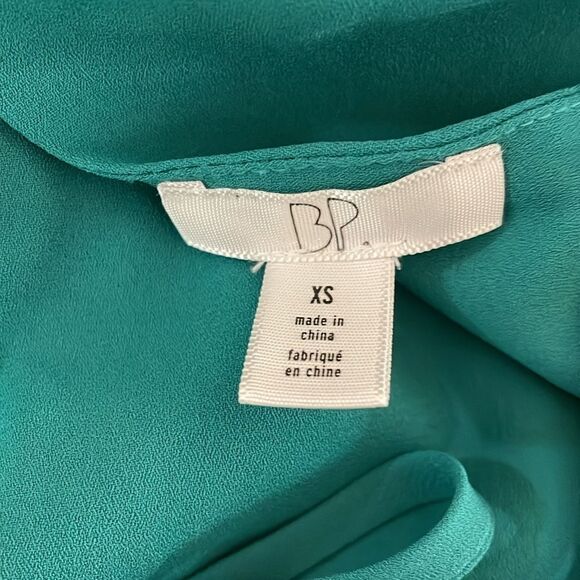 BP.
XS
made in
china
fabriqué
en chine